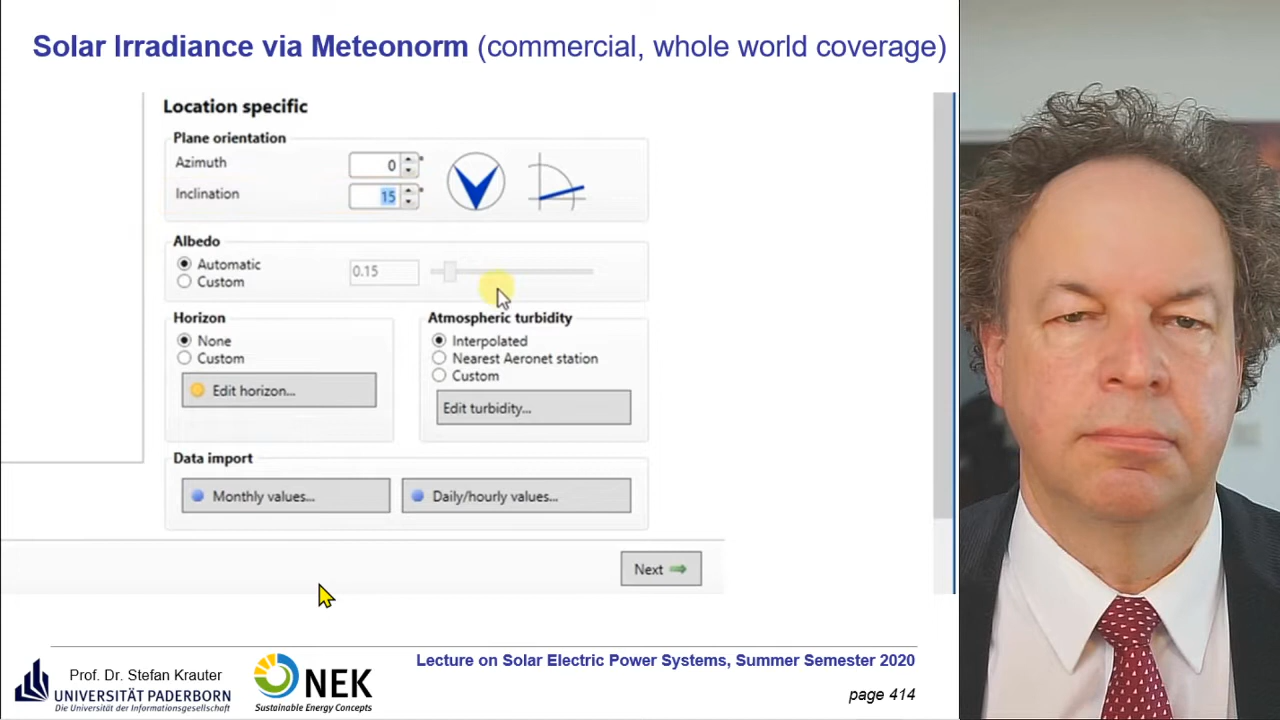 Solar Irradiance via Meteonorm (commercial, whole world coverage)
Location specific
Plane orientation
Azimuth 0 °
Inclination 15 °
Albedo
Automatic 0.15
Custom
Horizon
None
Custom
Edit horizon...
Atmospheric turbidity
Interpolated
Nearest Aeronet station
Custom
Edit turbidity...
Data import
Monthly values... Daily/hourly values...
Next
Prof. Dr. Stefan Krauter
UNIVERSITÄT PADERBORN
Die Universität der Informationsgesellschaft
NEK
Sustainable Energy Concepts
Lecture on Solar Electric Power Systems, Summer Semester 2020
page 414